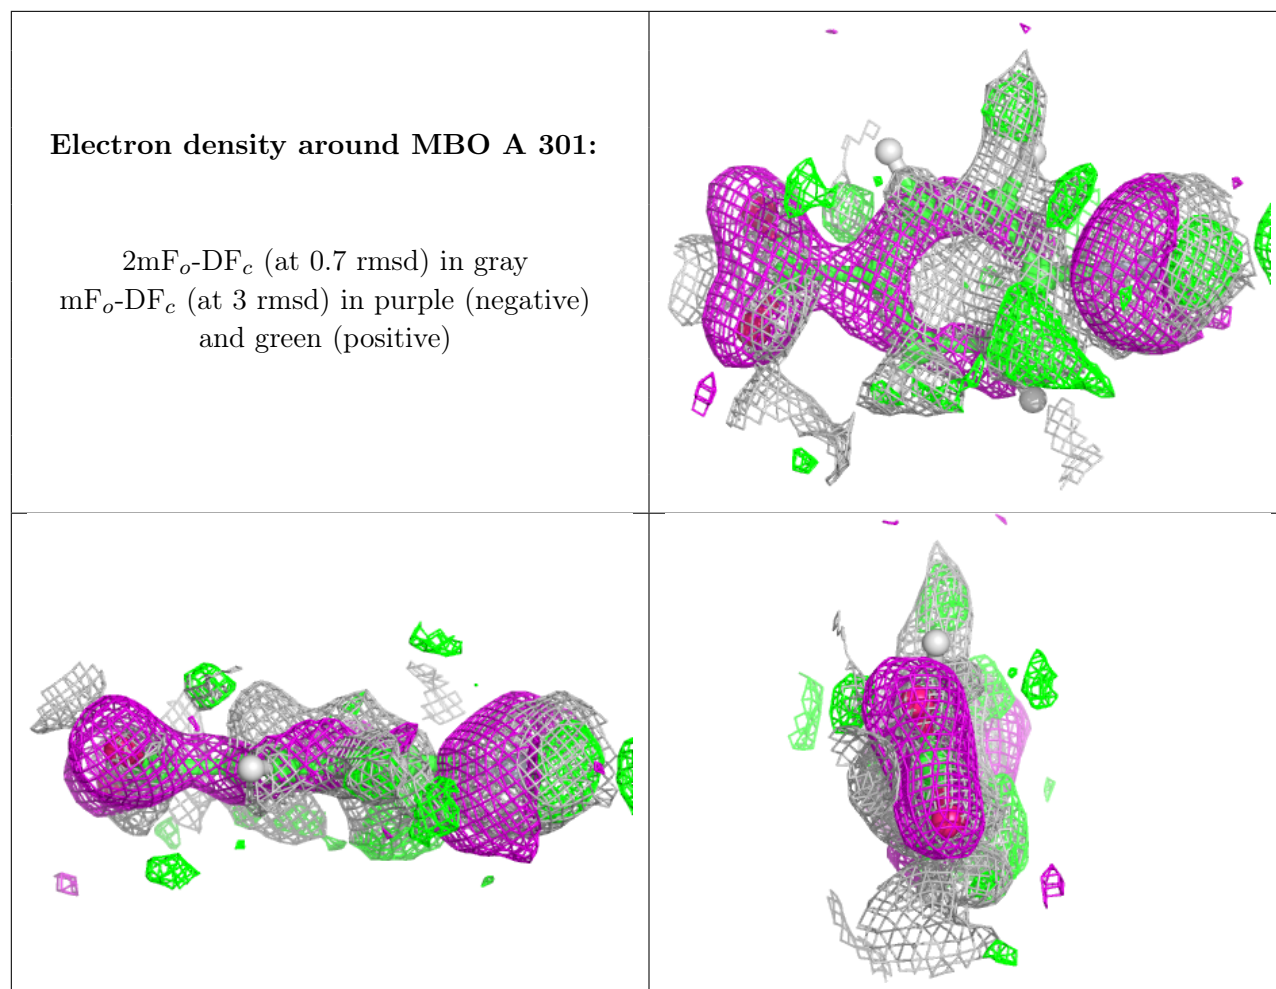 Electron density around MBO A 301:
2mFo-DFc (at 0.7 rmsd) in gray
mFo-DFc (at 3 rmsd) in purple (negative)
and green (positive)